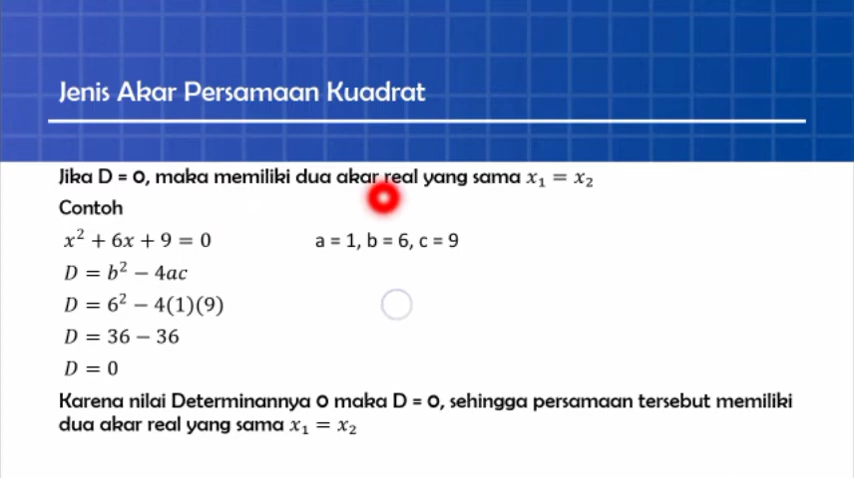 Jenis Akar Persamaan Kuadrat
Jika D = 0, maka memiliki dua akar real yang sama x₁ = x₂
Contoh
x² + 6x + 9 = 0 a = 1, b = 6, c = 9
D = b² − 4ac
D = 6² − 4(1)(9)
D = 36 − 36
D = 0
Karena nilai Determinannya 0 maka D = 0, sehingga persamaan tersebut memiliki
dua akar real yang sama x₁ = x₂